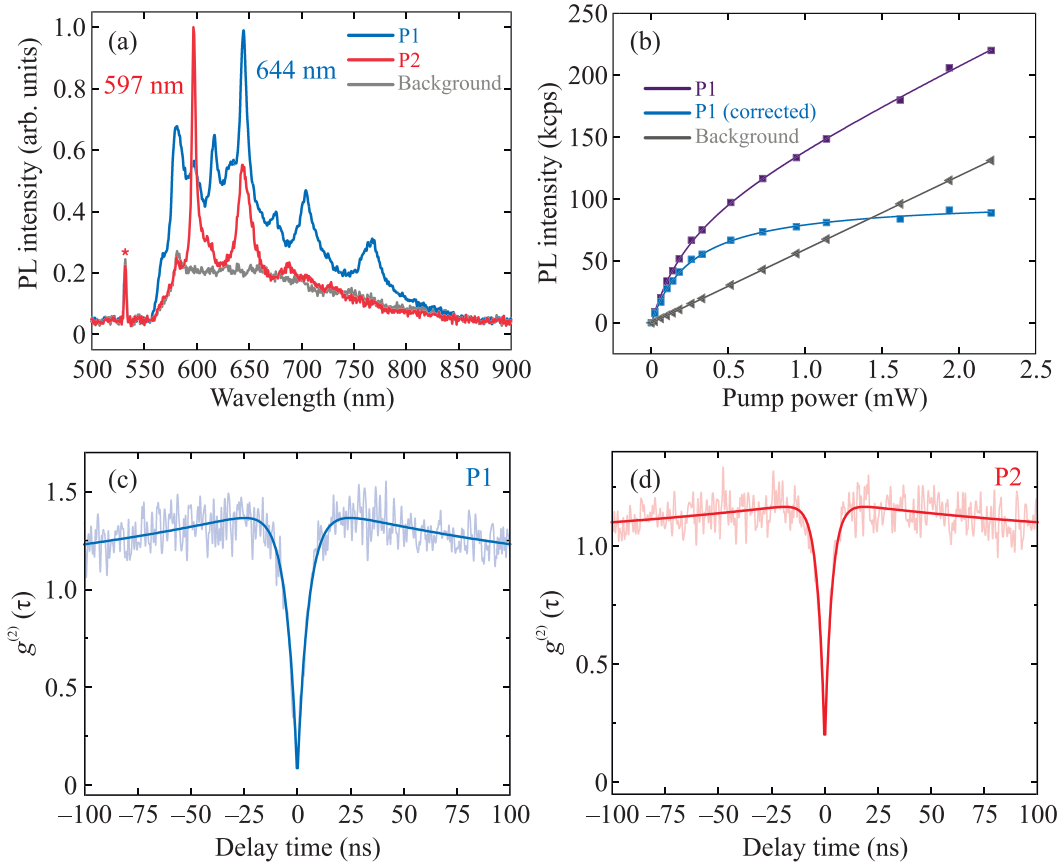 (a)
P1
P2
Background
597 nm
644 nm
*
PL intensity (arb. units)
1.0
0.8
0.6
0.4
0.2
0
500 550 600 650 700 750 800 850 900
Wavelength (nm)
(b)
P1
P1 (corrected)
Background
PL intensity (kcps)
250
200
150
100
50
0
0 0.5 1.0 1.5 2.0 2.5
Pump power (mW)
(c)
P1
g(2) (τ)
1.5
1.0
0.5
0
–100 –75 –50 –25 0 25 50 75 100
Delay time (ns)
(d)
P2
g(2) (τ)
1.0
0.5
0
–100 –75 –50 –25 0 25 50 75 100
Delay time (ns)